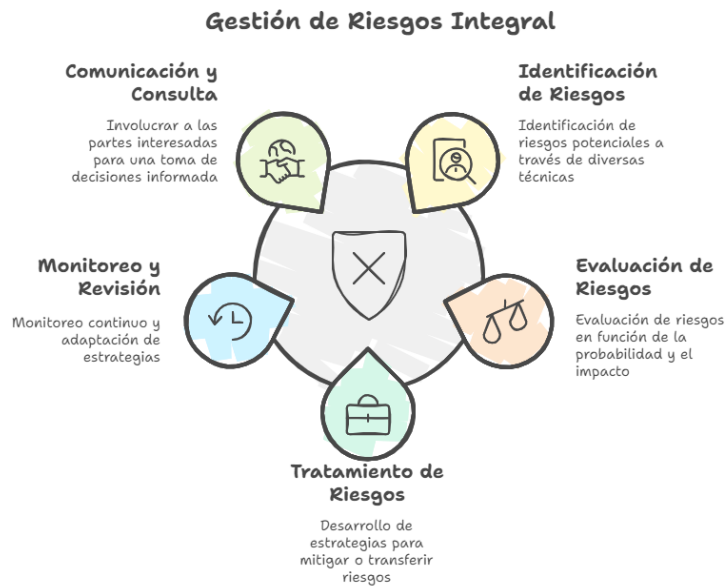 Gestión de Riesgos Integral
Comunicación y
Consulta
Involucrar a las
partes interesadas
para una toma de
decisiones informada
Identificación
de Riesgos
Identificación de
riesgos potenciales a
través de diversas
técnicas
Monitoreo y
Revisión
Monitoreo continuo y
adaptación de
estrategias
Evaluación de
Riesgos
Evaluación de riesgos
en función de la
probabilidad y el
impacto
Tratamiento de
Riesgos
Desarrollo de
estrategias para
mitigar o transferir
riesgos